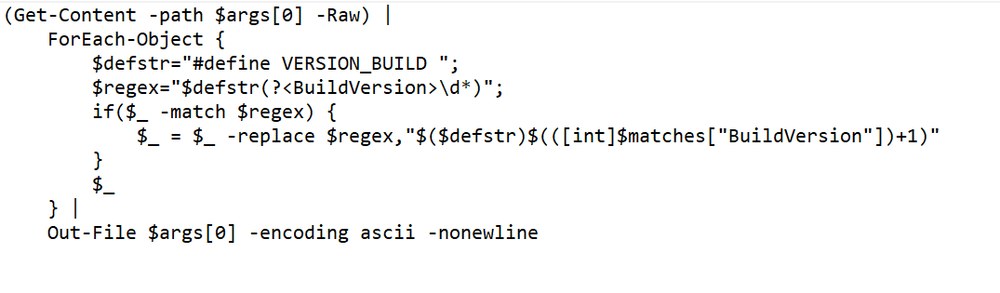 (Get-Content -path $args[0] -Raw) |
    ForEach-Object {
        $defstr="#define VERSION_BUILD ";
        $regex="$defstr(?<BuildVersion>\d*)";
        if($_ -match $regex) {
            $_ = $_ -replace $regex,"$($defstr)$(([int]$matches["BuildVersion"])+1)"
        }
        $_
    } |
    Out-File $args[0] -encoding ascii -nonewline